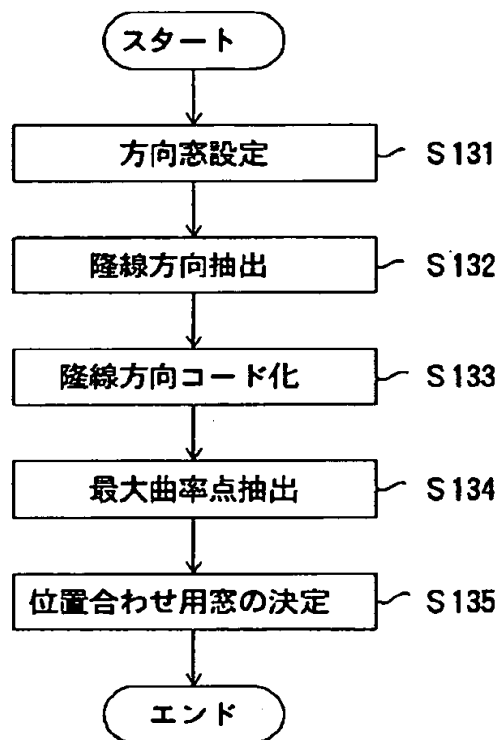 スタート
方向窓設定 S131
隆線方向抽出 S132
隆線方向コード化 S133
最大曲率点抽出 S134
位置合わせ用窓の決定 S135
エンド